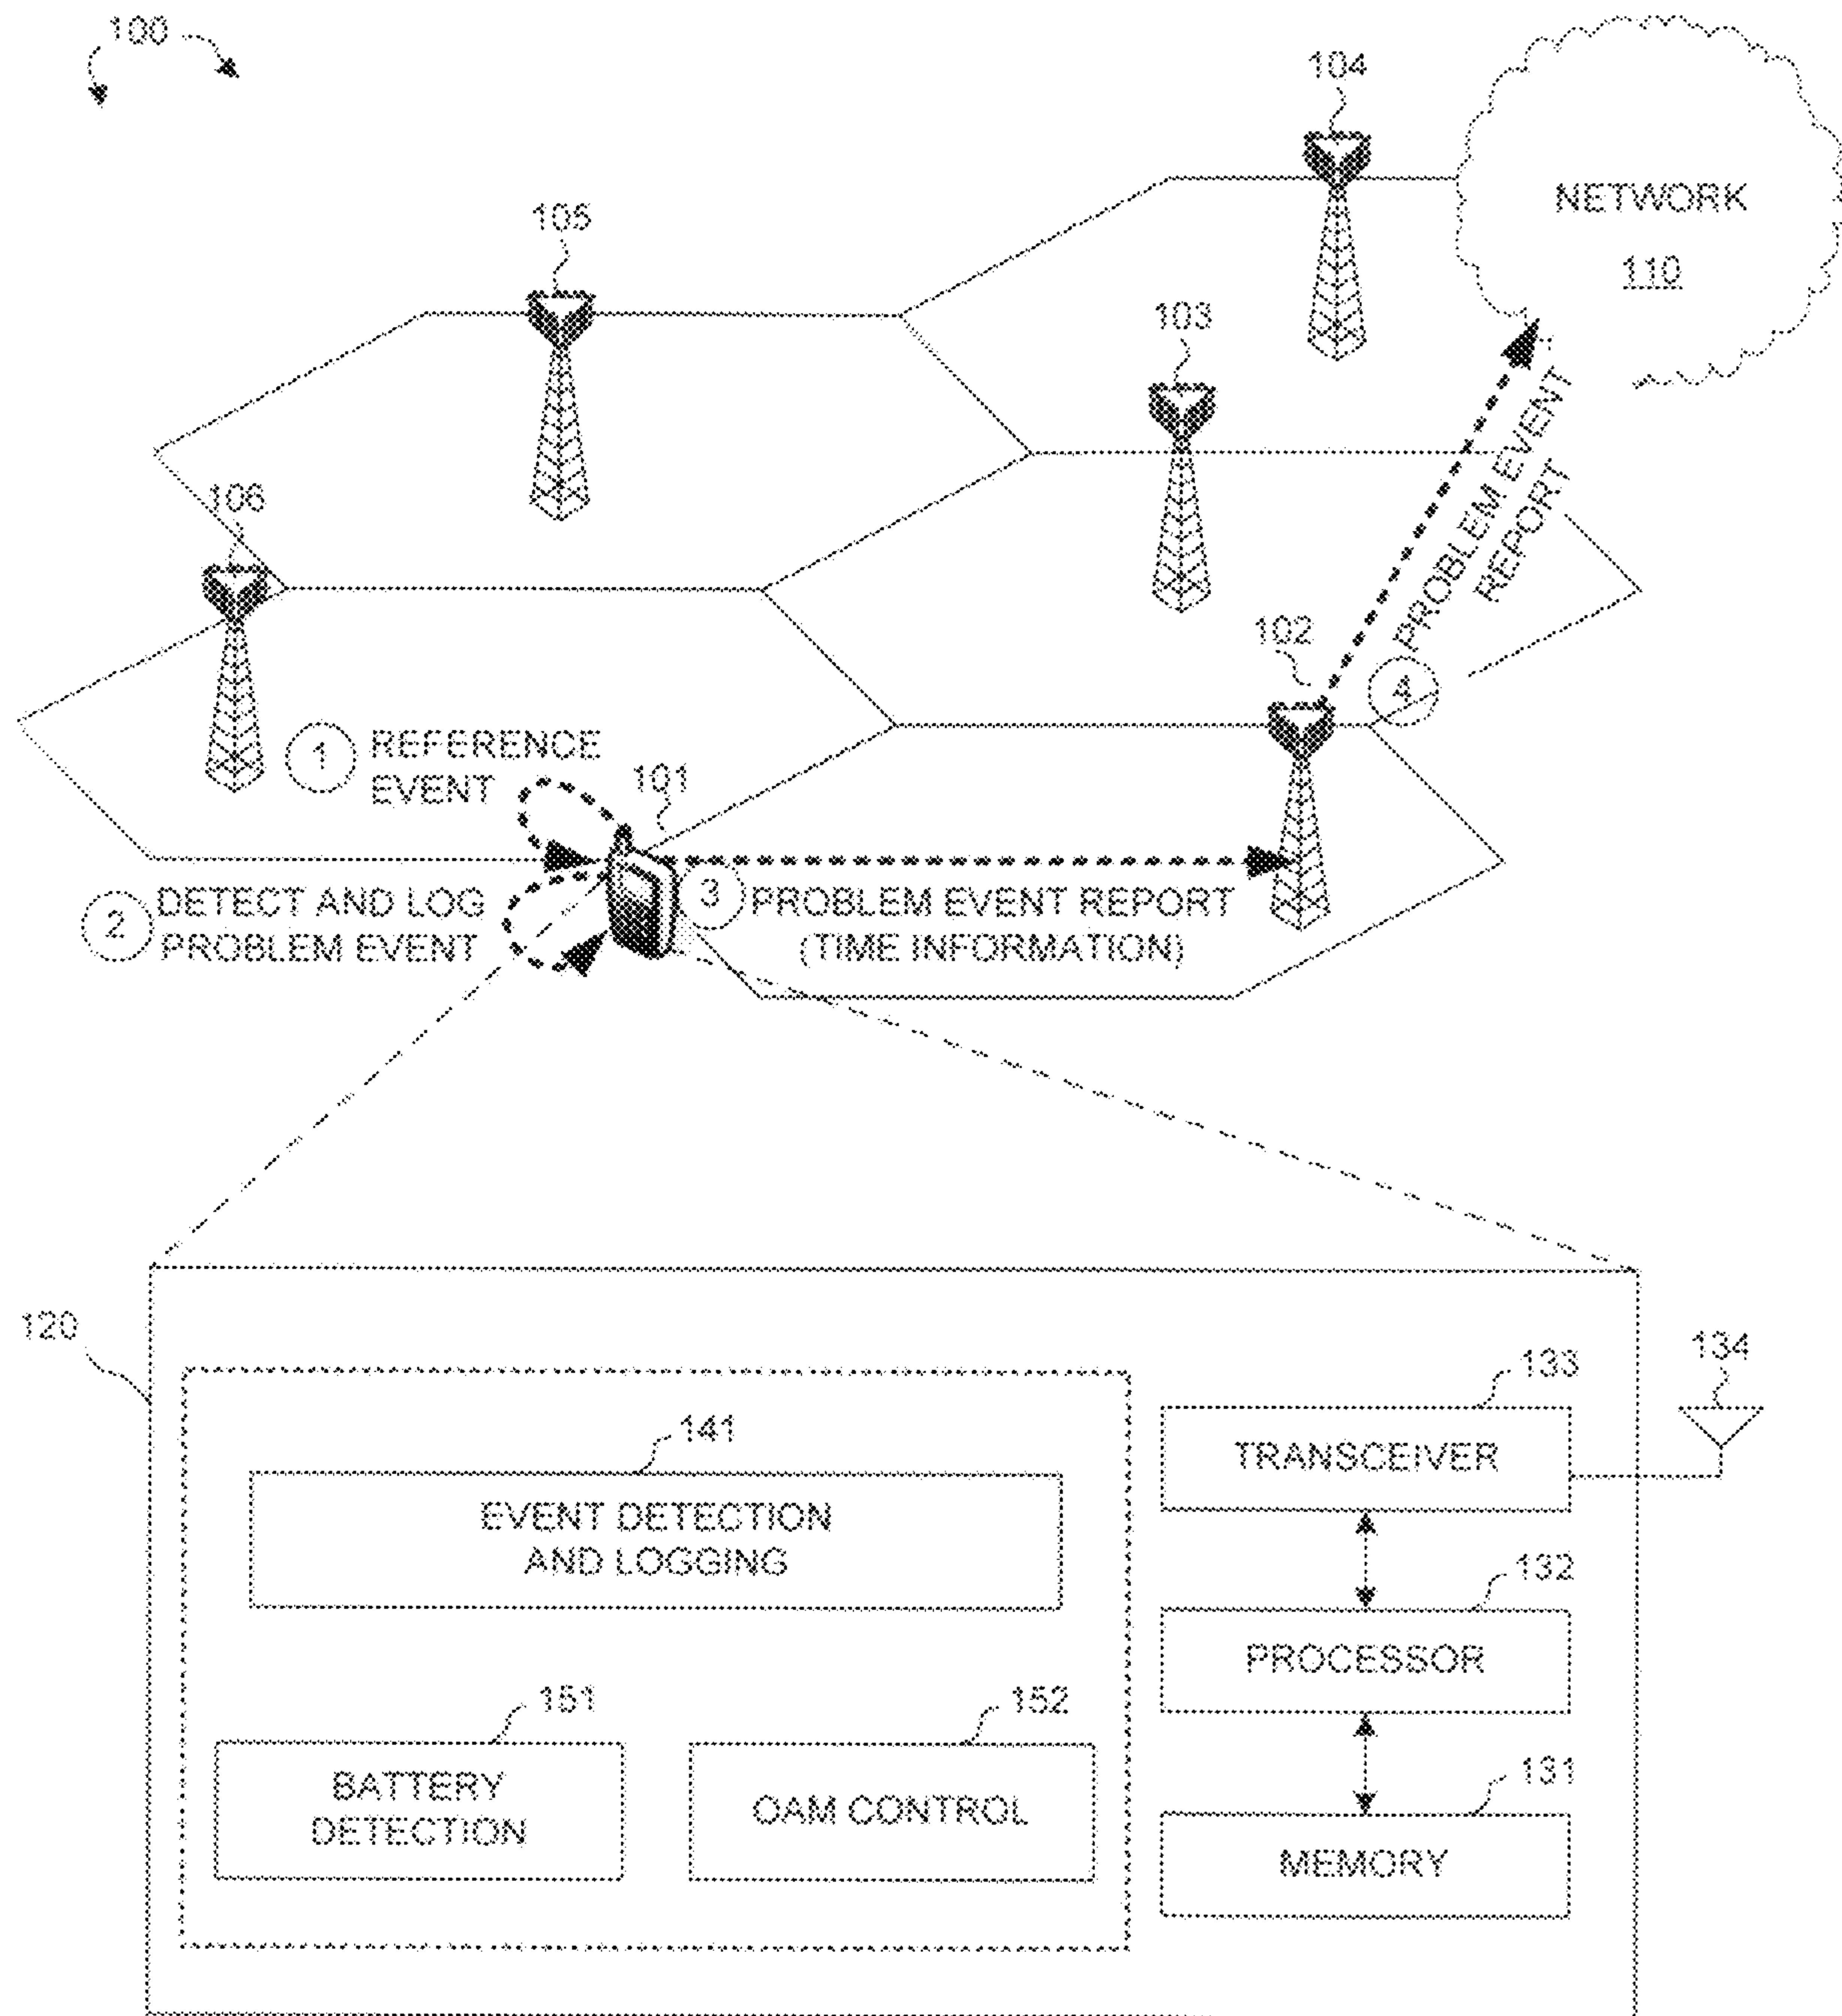 100
104
NETWORK
110
105
103
106
102
PROBLEM EVENT
REPORT
4
1
REFERENCE
EVENT
101
2
DETECT AND LOG
PROBLEM EVENT
3
PROBLEM EVENT REPORT
(TIME INFORMATION)
120
134
133
TRANSCEIVER
141
EVENT DETECTION
AND LOGGING
132
PROCESSOR
151
BATTERY
DETECTION
152
OAM CONTROL
131
MEMORY